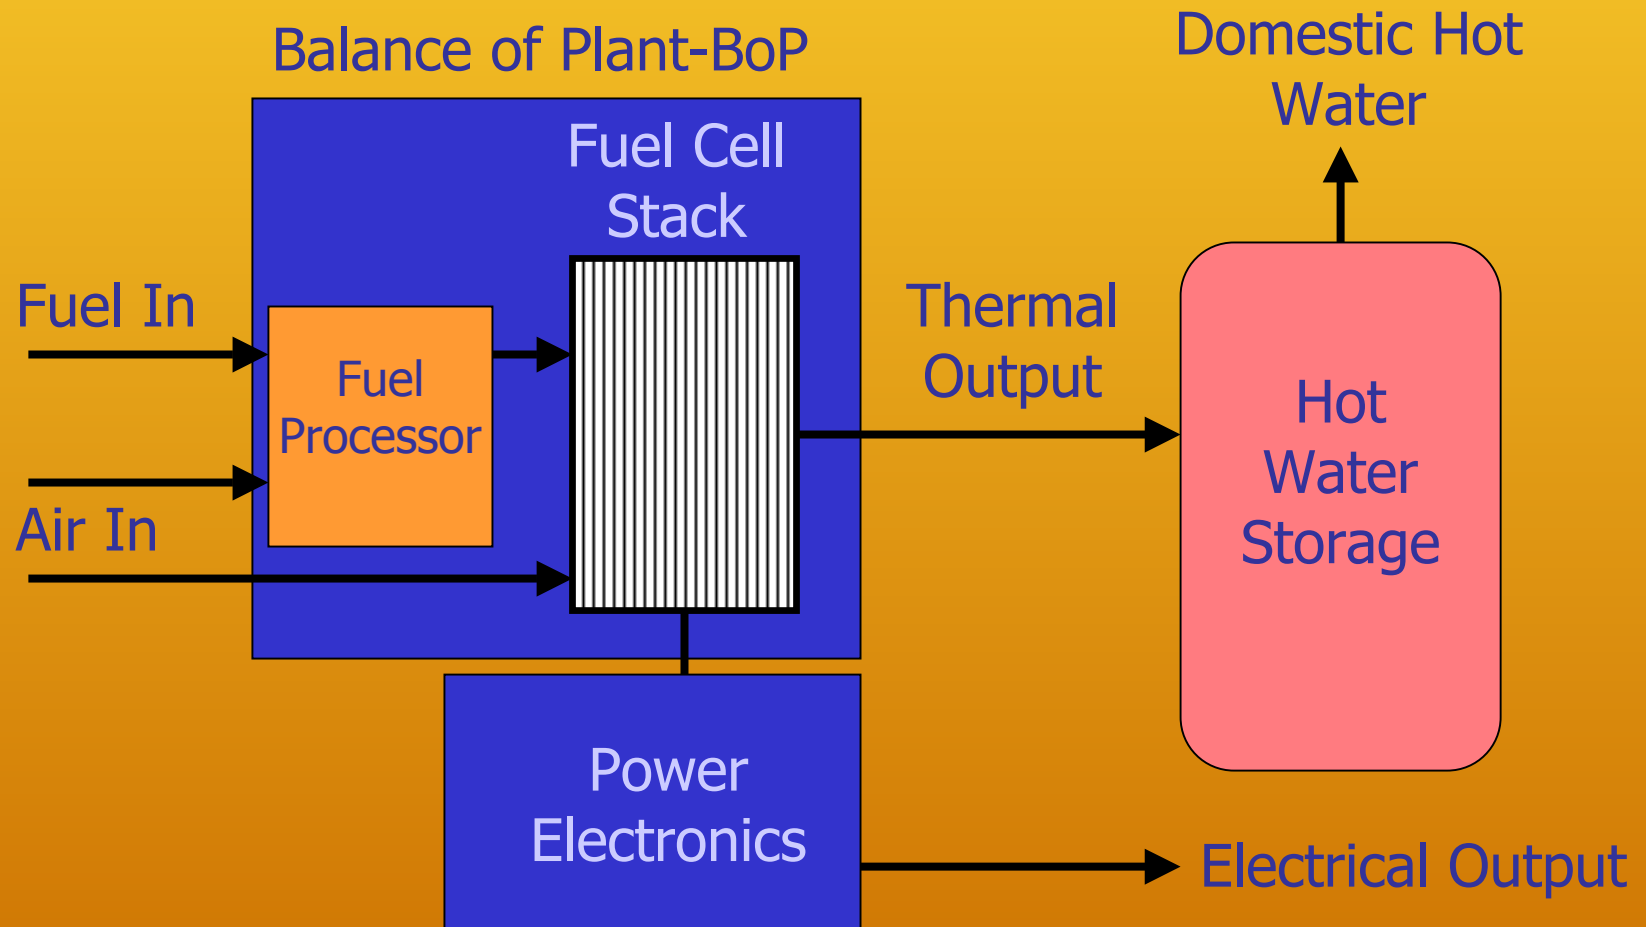 Balance of Plant-BoP
Domestic Hot
Water
Fuel Cell
Stack
Fuel In
Fuel
Processor
Air In
Thermal
Output
Hot
Water
Storage
Power
Electronics
Electrical Output